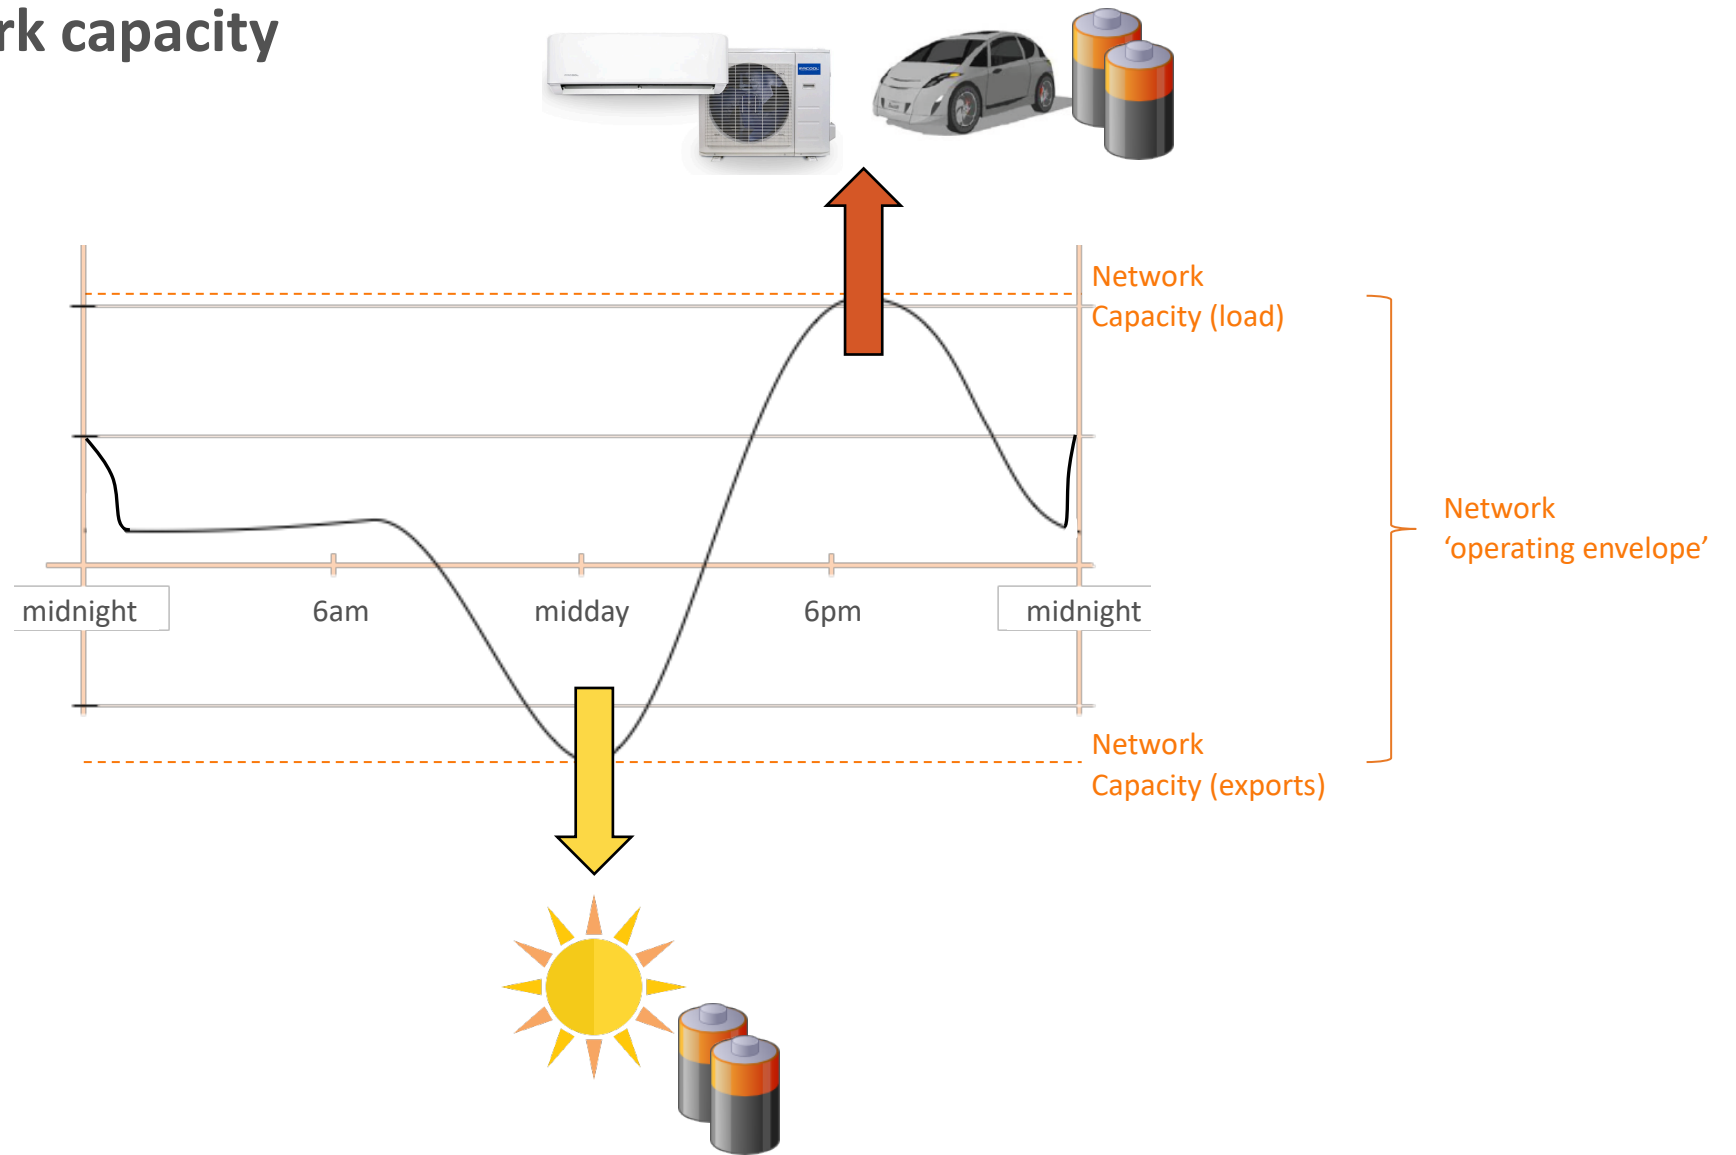 rk capacity
Network
Capacity (load)
Network
‘operating envelope’
midnight
6am
midday
6pm
midnight
Network
Capacity (exports)